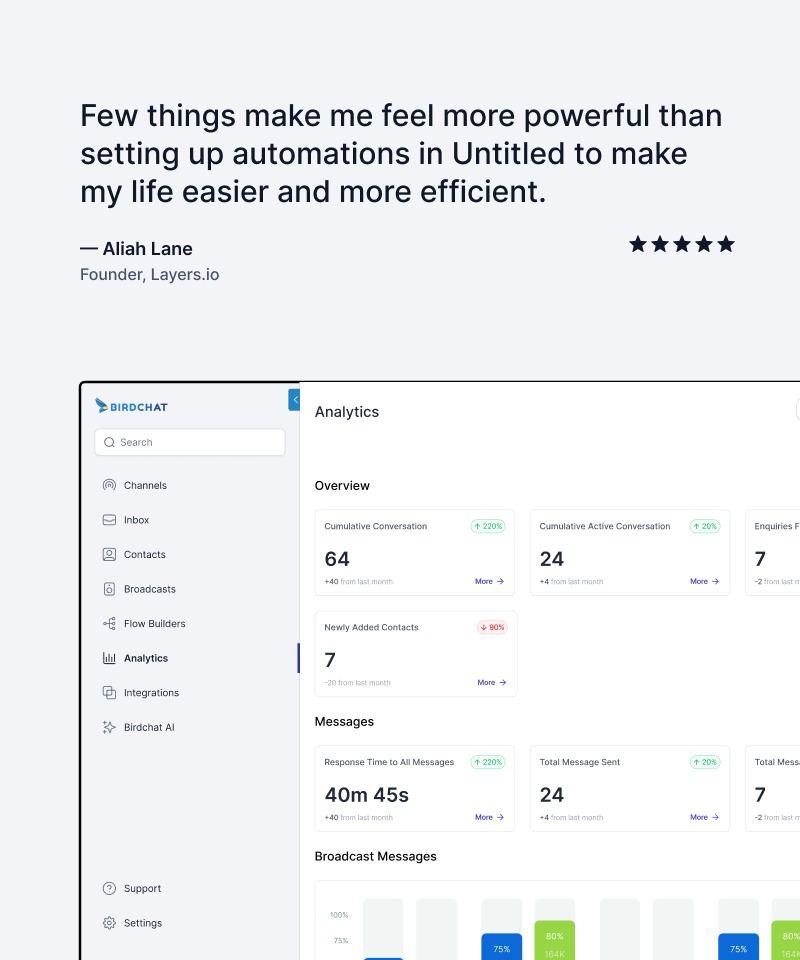 Few things make me feel more powerful than
setting up automations in Untitled to make
my life easier and more efficient.
— Aliah Lane
Founder, Layers.io
BIRDCHAT
Search
Channels
Inbox
Contacts
Broadcasts
Flow Builders
Analytics
Integrations
Birdchat AI
Support
Settings
Analytics
Overview
Cumulative Conversation ↑ 220%
64
+40 from last month More →
Cumulative Active Conversation ↑ 20%
24
+4 from last month More →
Enquiries
7
-2 from last
Newly Added Contacts ↓ 90%
7
-20 from last month More →
Messages
Response Time to All Messages ↑ 220%
40m 45s
+40 from last month More →
Total Message Sent ↑ 20%
24
+4 from last month More →
Total
7
-2 from last
Broadcast Messages
100%
75%
75%
80%
164K
75%
80%
164K